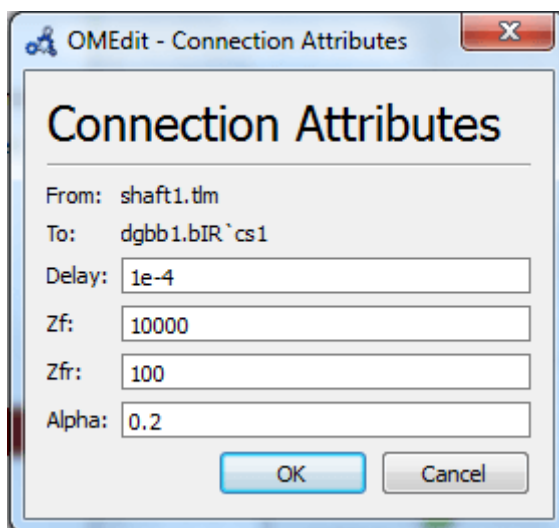 OMEdit - Connection Attributes
Connection Attributes
From: shaft1.tlm
To: dgbb1.bIR`cs1
Delay: 1e-4
Zf: 10000
Zfr: 100
Alpha: 0.2
OK Cancel